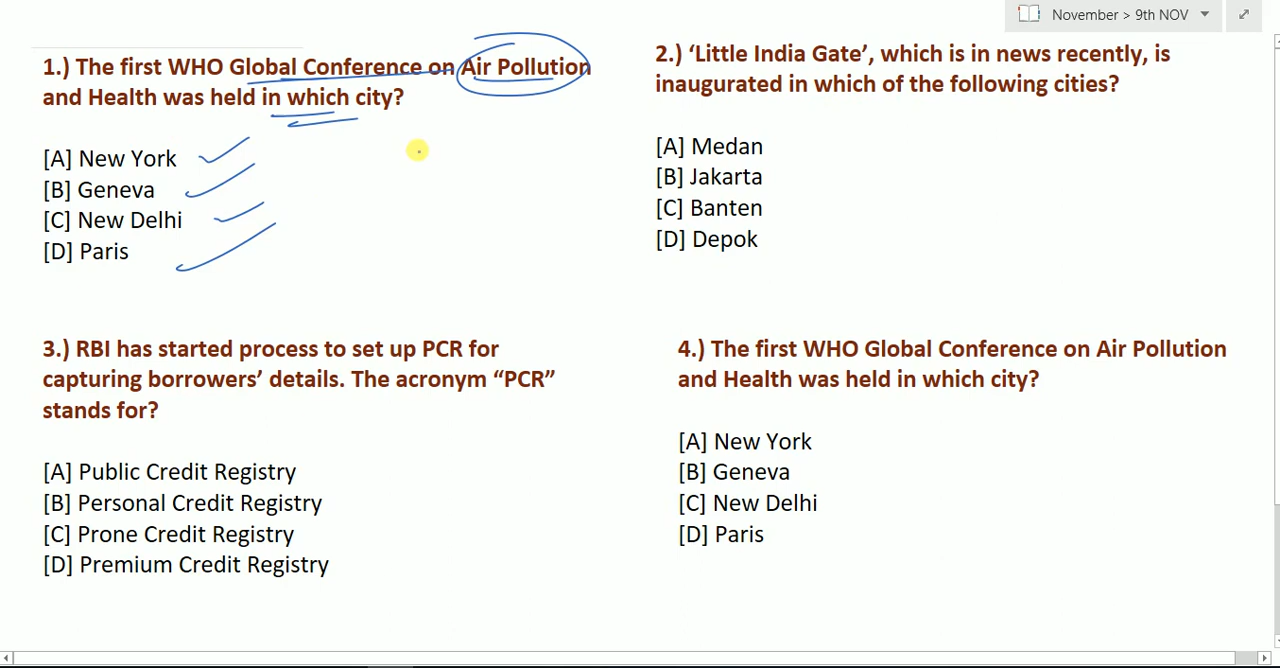 November > 9th NOV
1.) The first WHO Global Conference on Air Pollution
and Health was held in which city?
[A] New York
[B] Geneva
[C] New Delhi
[D] Paris
2.) ‘Little India Gate’, which is in news recently, is
inaugurated in which of the following cities?
[A] Medan
[B] Jakarta
[C] Banten
[D] Depok
3.) RBI has started process to set up PCR for
capturing borrowers’ details. The acronym “PCR”
stands for?
[A] Public Credit Registry
[B] Personal Credit Registry
[C] Prone Credit Registry
[D] Premium Credit Registry
4.) The first WHO Global Conference on Air Pollution
and Health was held in which city?
[A] New York
[B] Geneva
[C] New Delhi
[D] Paris